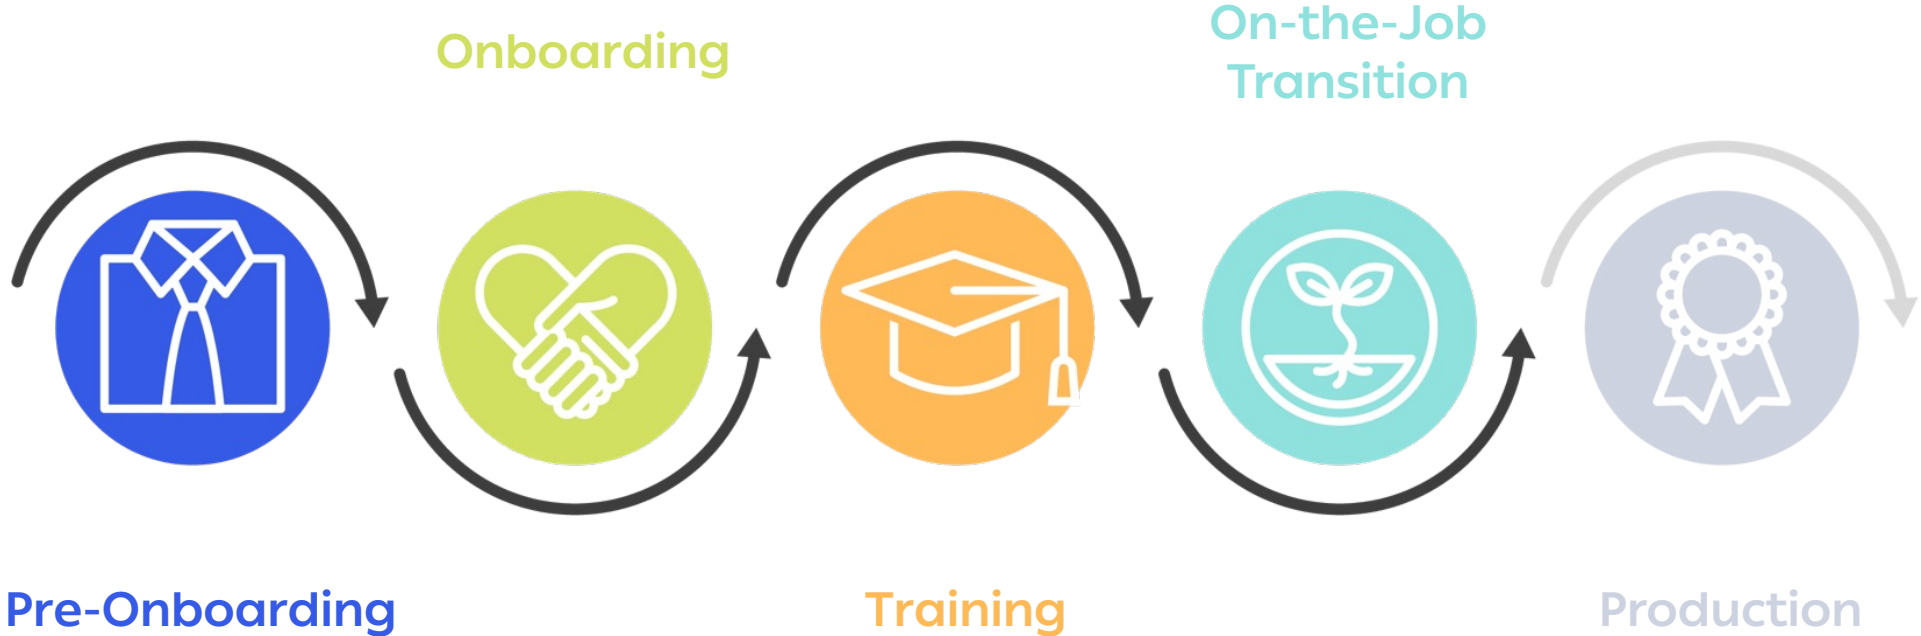 Pre-Onboarding
Onboarding
Training
On-the-Job
Transition
Production